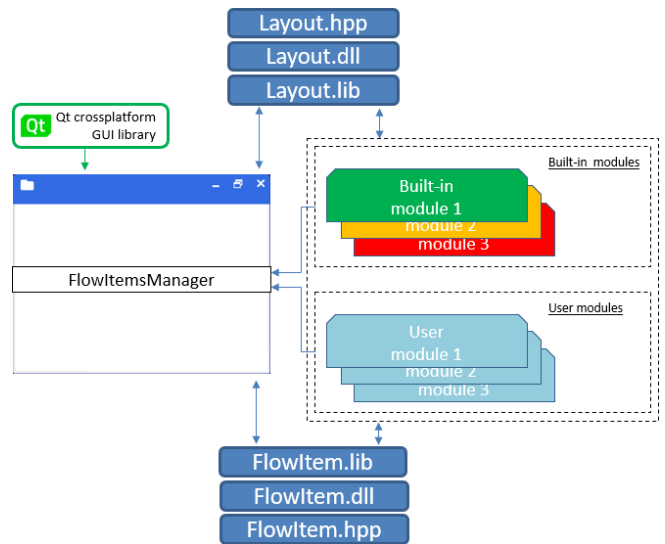 Layout.hpp
Layout.dll
Layout.lib
Qt
Qt crossplatform
GUI library
Built-in modules
Built-in
module 1
module 2
module 3
FlowItemsManager
User modules
User
module 1
module 2
module 3
FlowItem.lib
FlowItem.dll
FlowItem.hpp